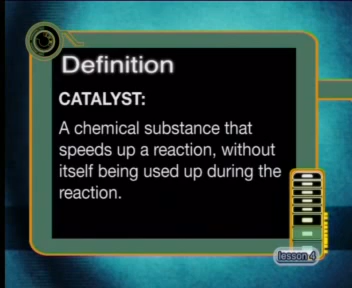 Definition
CATALYST:
A chemical substance that
speeds up a reaction, without
itself being used up during the
reaction.
lesson 4